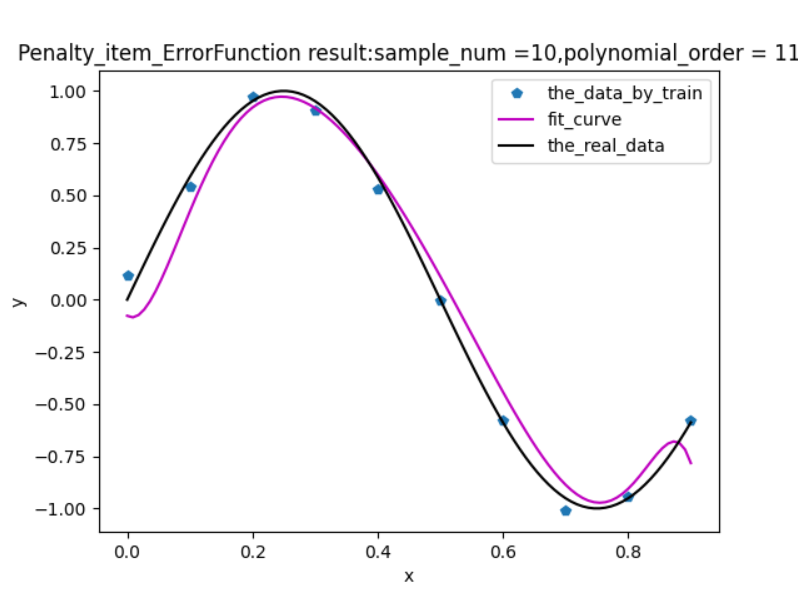 Penalty_item_ErrorFunction result:sample_num =10,polynomial_order = 11
1.00
0.75
0.50
0.25
0.00
−0.25
−0.50
−0.75
−1.00
y
the_data_by_train
fit_curve
the_real_data
0.0 0.2 0.4 0.6 0.8
x